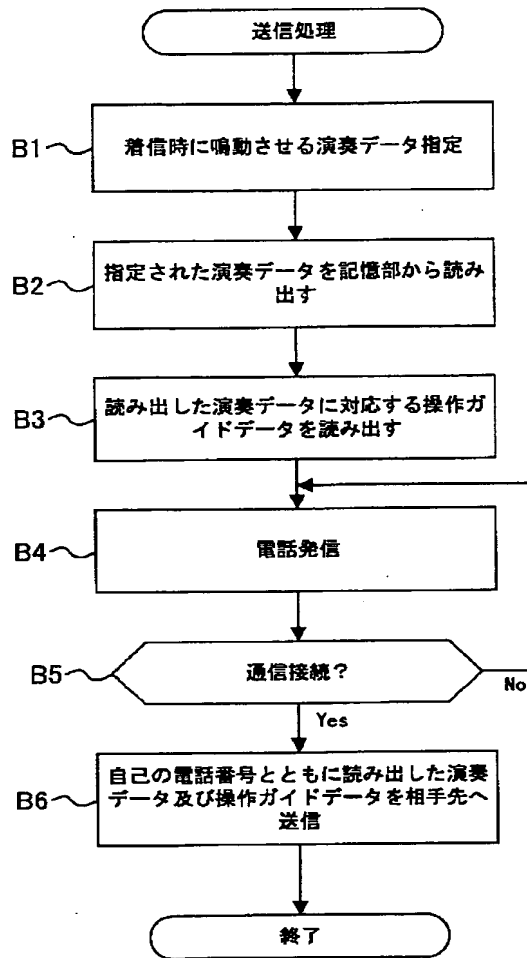 送信処理
B1
着信時に鳴動させる演奏データ指定
B2
指定された演奏データを記憶部から読み
出す
B3
読み出した演奏データに対応する操作ガ
イドデータを読み出す
B4
電話発信
B5
通信接続？
No
Yes
B6
自己の電話番号とともに読み出した演奏
データ及び操作ガイドデータを相手先へ
送信
終了